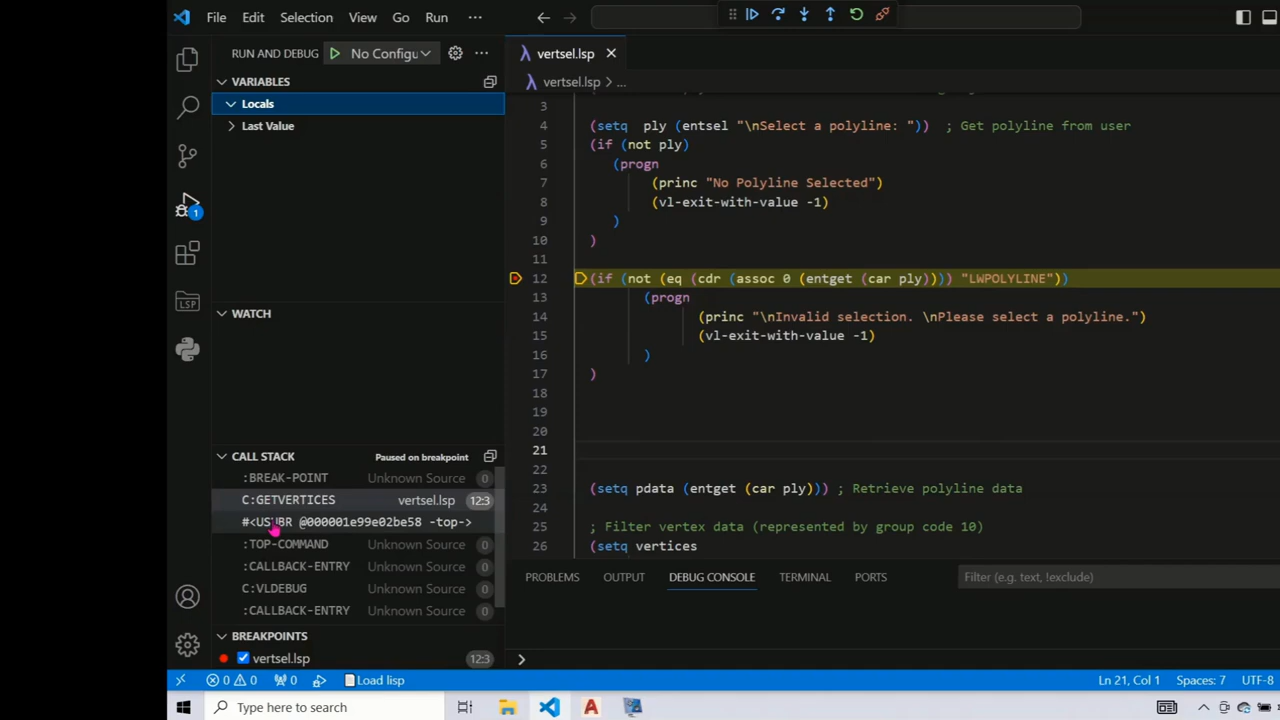 File Edit Selection View Go Run ···
RUN AND DEBUG No Configu
vertsel.lsp
VARIABLES
vertsel.lsp > ...
Locals
Last Value
3
4 (setq ply (entsel "\nSelect a polyline: ")) ; Get polyline from user
5 (if (not ply)
6 (progn
7 (princ "No Polyline Selected")
8 (vl-exit-with-value -1)
9 )
10 )
11
12 (if (not (eq (cdr (assoc 0 (entget (car ply)))) "LWPOLYLINE"))
13 (progn
14 (princ "\nInvalid selection. \nPlease select a polyline.")
15 (vl-exit-with-value -1)
16 )
17 )
18
19
20
21
22
23 (setq pdata (entget (car ply))) ; Retrieve polyline data
24
25 ; Filter vertex data (represented by group code 10)
26 (setq vertices
1
LSP
WATCH
CALL STACK Paused on breakpoint
:BREAK-POINT Unknown Source 0
C:GETVERTICES vertsel.lsp 12:3
#<USUBR @000001e99e02be58 -top->
:TOP-COMMAND Unknown Source 0
:CALLBACK-ENTRY Unknown Source 0
C:VLDEBUG Unknown Source 0
:CALLBACK-ENTRY Unknown Source 0
BREAKPOINTS
vertsel.lsp 12:3
PROBLEMS OUTPUT DEBUG CONSOLE TERMINAL PORTS Filter (e.g. text, !exclude)
>
0 0 0 Load lisp Ln 21, Col 1 Spaces: 7 UTF-8
Type here to search